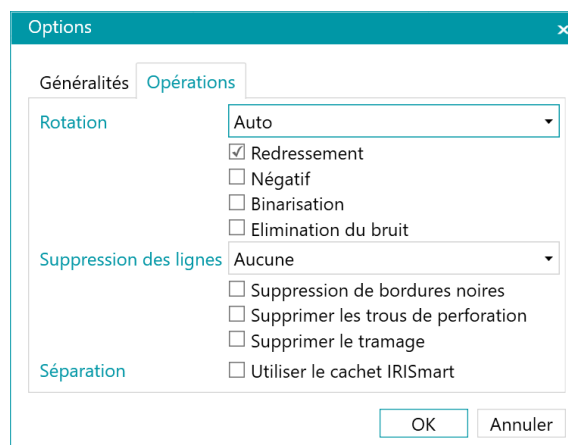 Options
Généralités Opérations
Rotation Auto
Redressement
Négatif
Binarisation
Elimination du bruit
Suppression des lignes Aucune
Suppression de bordures noires
Supprimer les trous de perforation
Supprimer le tramage
Séparation Utiliser le cachet IRISmart
OK Annuler